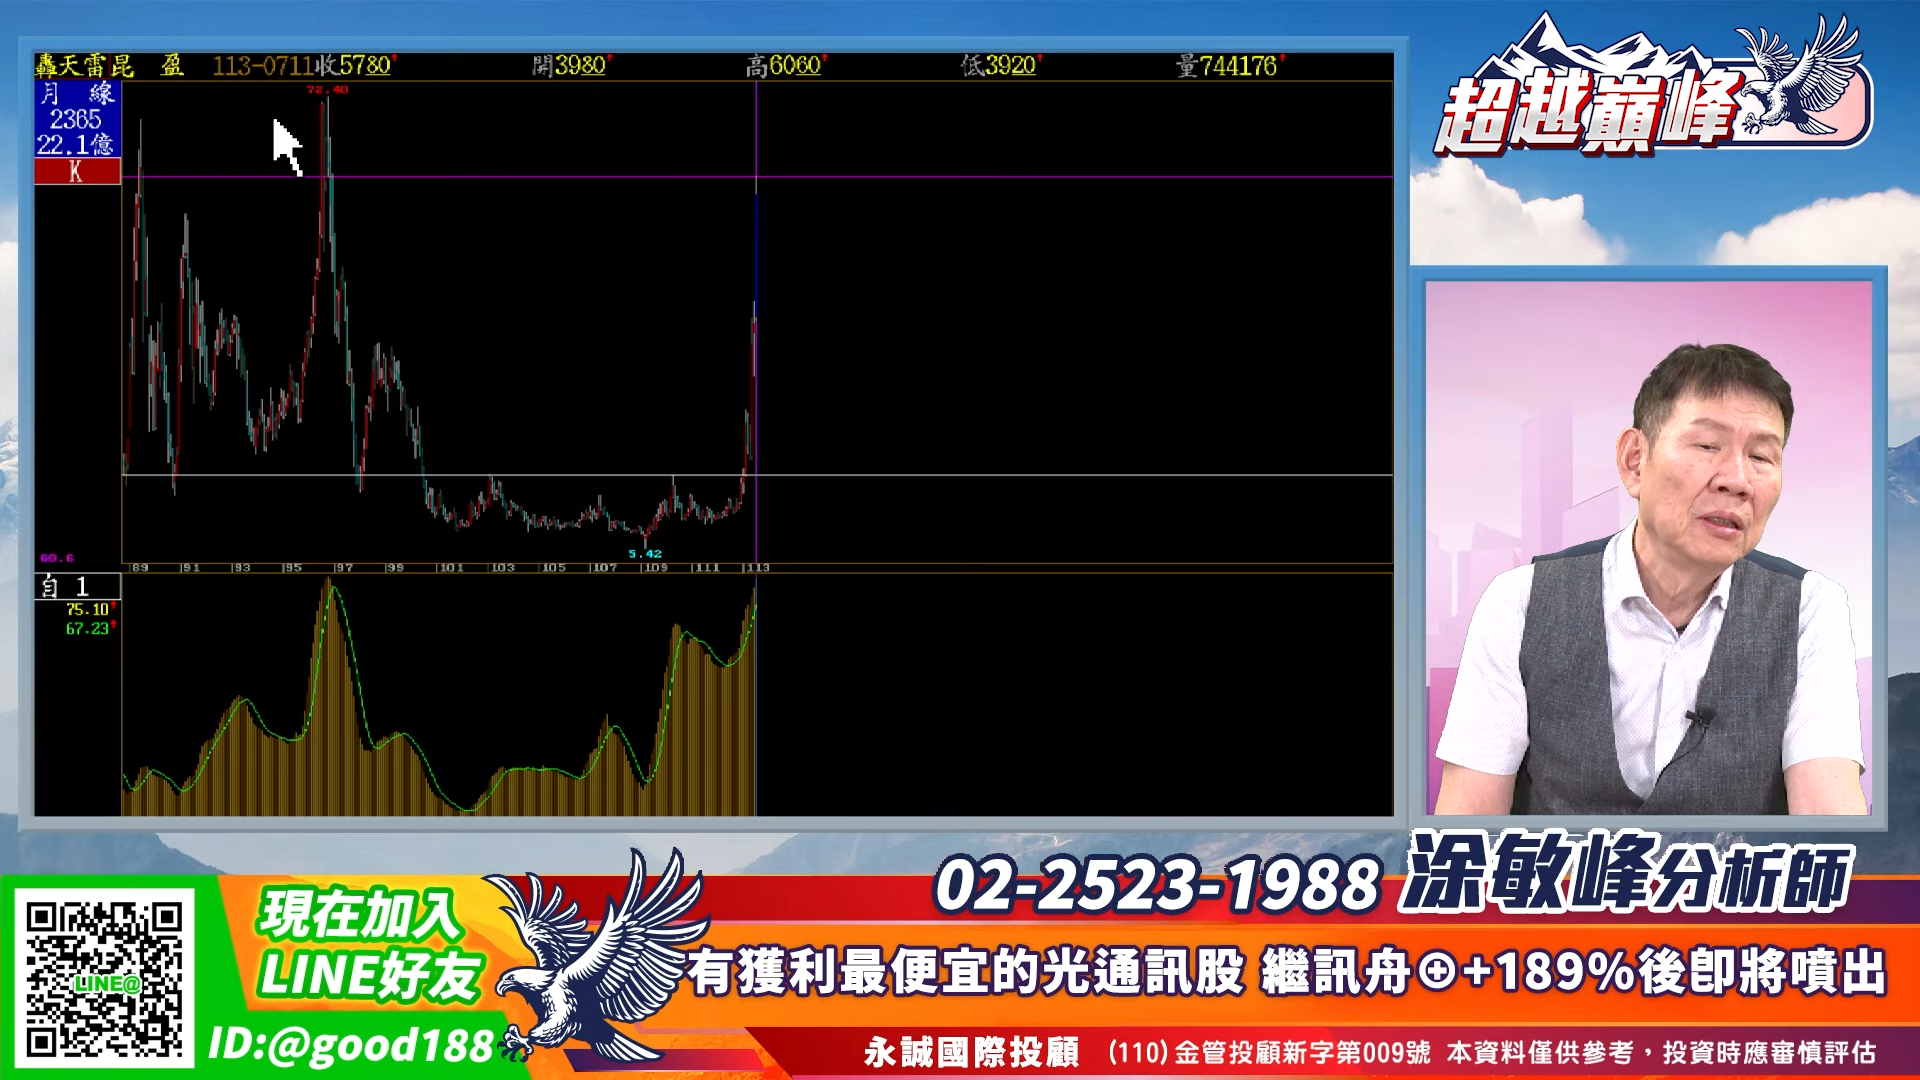 轟天雷昆 盈 113-0711收5780 開3980 高6060 低3920 量744176
月 線
2365
22.1億
K
72.40
5.42
60.6
89 91 93 95 97 99 101 103 105 107 109 111 113
自 1
75.10
67.23
超越巔峰
02-2523-1988 涂敏峰分析師
現在加入
LINE好友
LINE@
ID:@good188
有獲利最便宜的光通訊股 繼訊舟⊕+189%後即將噴出
永誠國際投顧 (110)金管投顧新字第009號 本資料僅供參考，投資時應審慎評估